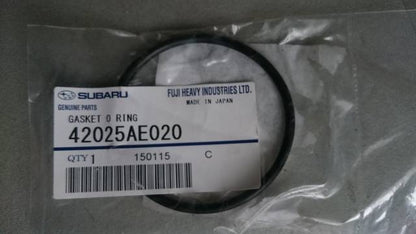 SUBARU
FUJI HEAVY INDUSTRIES LTD.
MADE IN JAPAN
GENUINE PARTS
GASKET O RING
42025AE020
QTY 1
150115 C